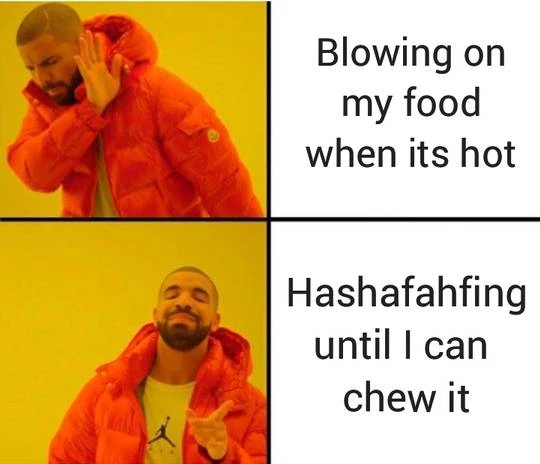 Blowing on
my food
when its hot
Hashafahfing
until I can
chew it